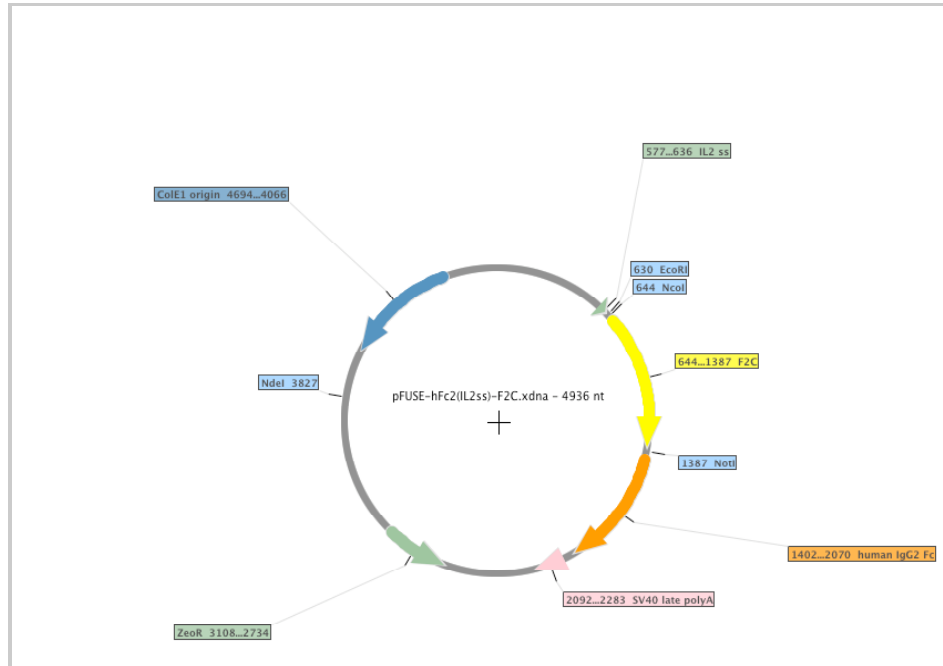 577...636 IL2 ss
ColE1 origin 4694...4066
630 EcoRI
644 NcoI
644...1387 F2C
NdeI 3827
pFUSE-hFc2(IL2ss)-F2C.xdna - 4936 nt
1387 NotI
1402...2070 human IgG2 Fc
2092...2283 SV40 late polyA
ZeoR 3108...2734